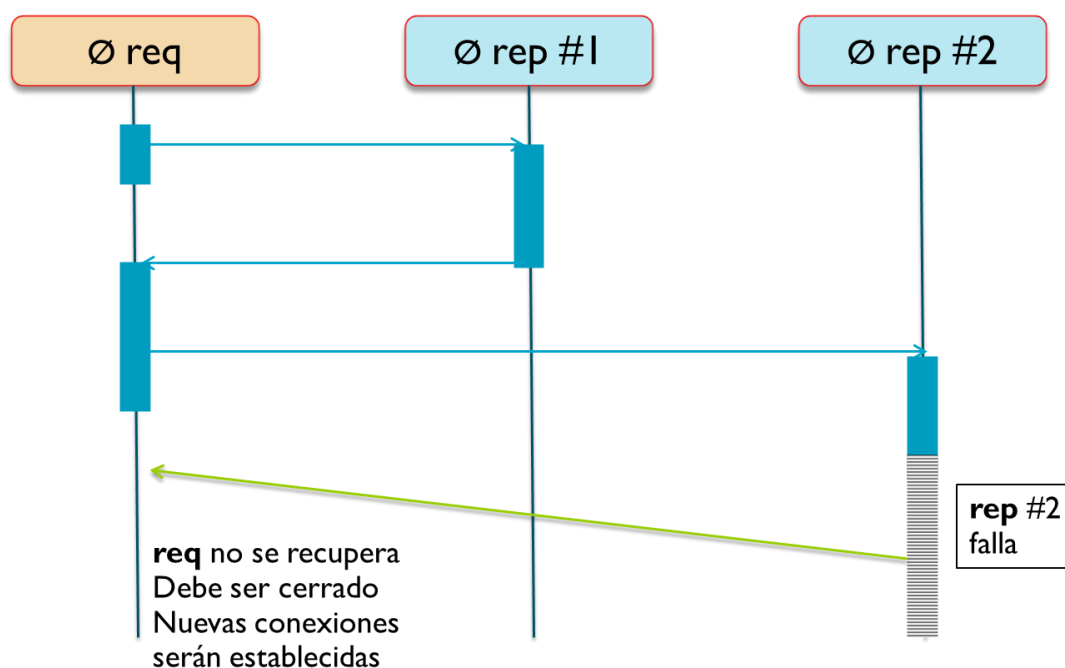 Ø req
Ø rep #1
Ø rep #2
rep #2
falla
req no se recupera
Debe ser cerrado
Nuevas conexiones
serán establecidas